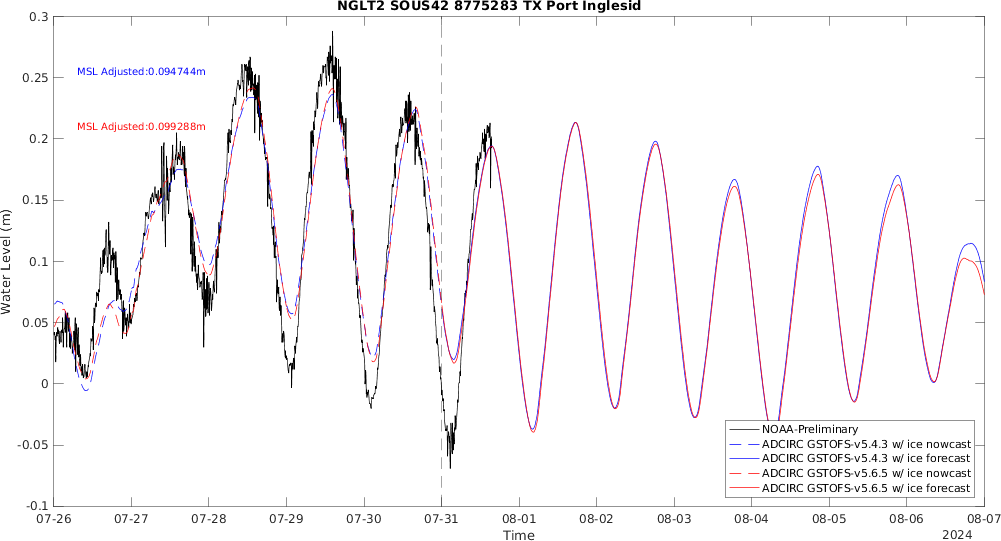 NGLT2 SOUS42 8775283 TX Port Inglesid
0.3
0.25
0.2
0.15
0.1
0.05
0
-0.05
-0.1
Water Level (m)
MSL Adjusted:0.094744m
MSL Adjusted:0.099288m
NOAA-Preliminary
ADCIRC GSTOFS-v5.4.3 w/ ice nowcast
ADCIRC GSTOFS-v5.4.3 w/ ice forecast
ADCIRC GSTOFS-v5.6.5 w/ ice nowcast
ADCIRC GSTOFS-v5.6.5 w/ ice forecast
07-26 07-27 07-28 07-29 07-30 07-31 08-01 08-02 08-03 08-04 08-05 08-06 08-07
Time
2024